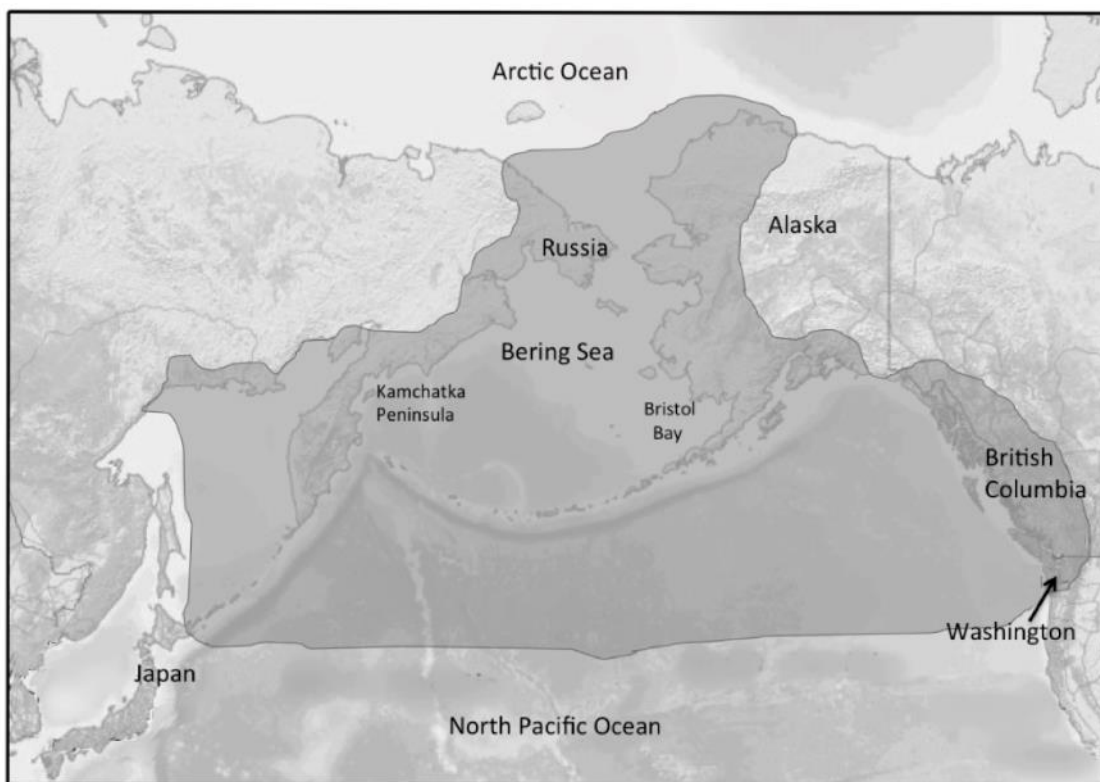 Arctic Ocean
Alaska
Russia
Bering Sea
Kamchatka
Peninsula
Bristol
Bay
British
Columbia
Washington
Japan
North Pacific Ocean